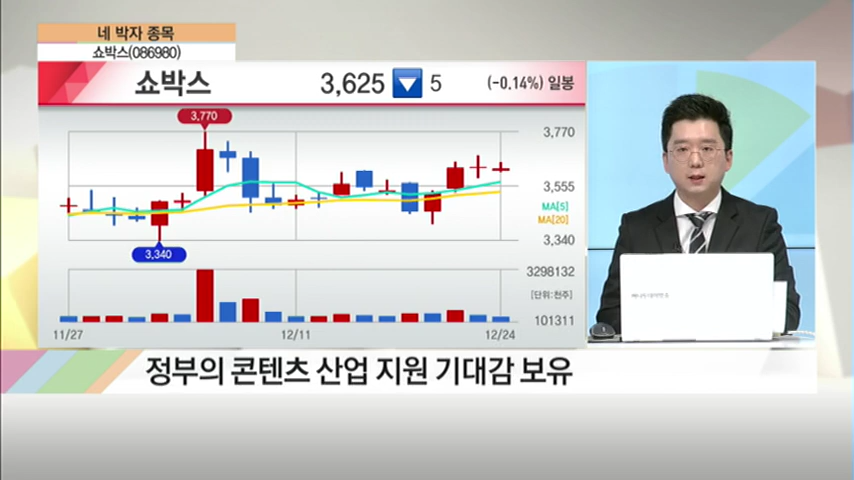 네 박자 종목
쇼박스(086980)
쇼박스 3,625 5 (-0.14%) 일봉
3,770
3,770
3,555
MA[5]
MA[20]
3,340
3,340
3298132
[단위:천주]
101311
11/27 12/11 12/24
정부의 콘텐츠 산업 지원 기대감 보유